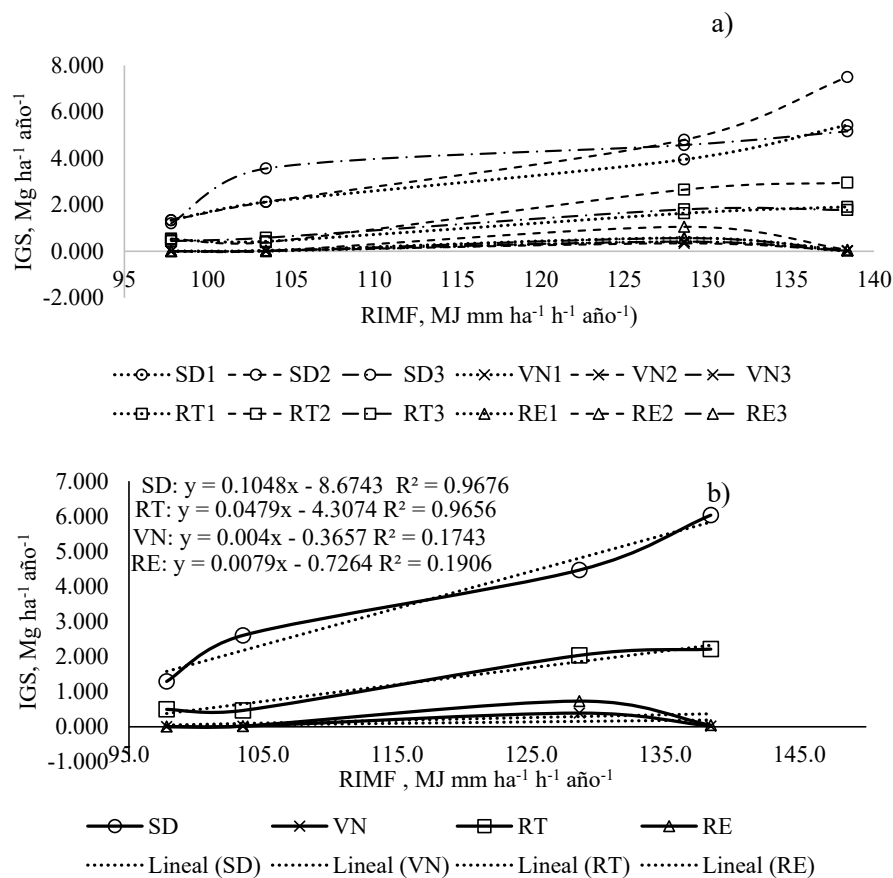 a)
8.000
6.000
4.000
2.000
0.000
-2.000
95 100 105 110 115 120 125 130 135 140
IGS, Mg ha⁻¹ año⁻¹
RIMF, MJ mm ha⁻¹ h⁻¹ año⁻¹)
SD1 SD2 SD3 VN1 VN2 VN3
RT1 RT2 RT3 RE1 RE2 RE3
b)
7.000
6.000
5.000
4.000
3.000
2.000
1.000
0.000
-1.000
SD: y = 0.1048x - 8.6743 R² = 0.9676
RT: y = 0.0479x - 4.3074 R² = 0.9656
VN: y = 0.004x - 0.3657 R² = 0.1743
RE: y = 0.0079x - 0.7264 R² = 0.1906
95.0 105.0 115.0 125.0 135.0 145.0
IGS, Mg ha⁻¹ año⁻¹
RIMF , MJ mm ha⁻¹ h⁻¹ año⁻¹
SD VN RT RE
Lineal (SD) Lineal (VN) Lineal (RT) Lineal (RE)